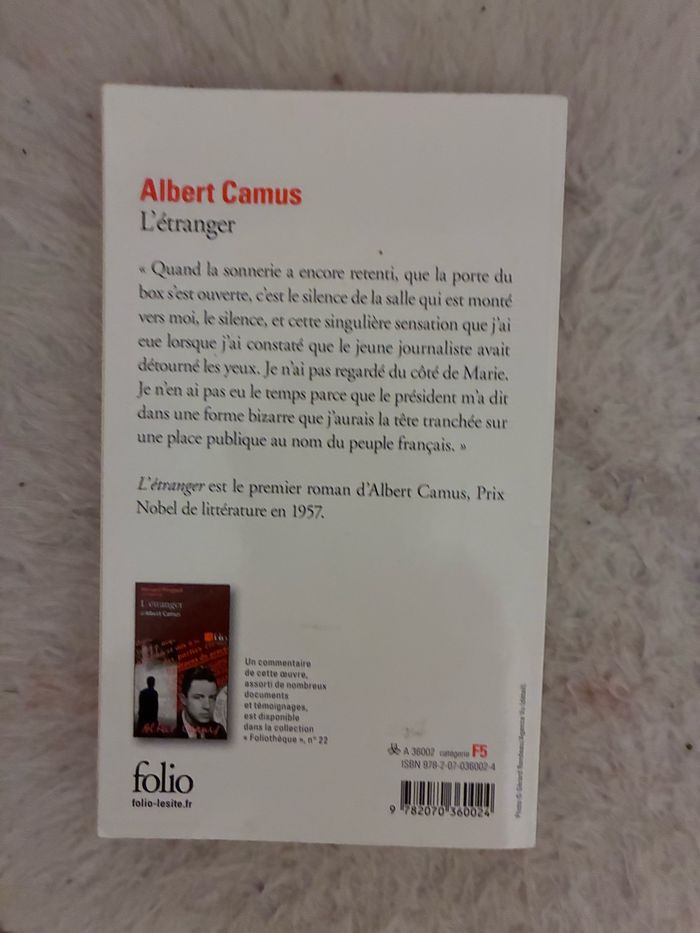 Albert Camus
L'étranger
« Quand la sonnerie a encore retenti, que la porte du
box s'est ouverte, c'est le silence de la salle qui est monté
vers moi, le silence, et cette singulière sensation que j'ai
eue lorsque j'ai constaté que le jeune journaliste avait
détourné les yeux. Je n'ai pas regardé du côté de Marie.
Je n'en ai pas eu le temps parce que le président m'a dit
dans une forme bizarre que j'aurais la tête tranchée sur
une place publique au nom du peuple français. »
L'étranger est le premier roman d'Albert Camus, Prix
Nobel de littérature en 1957.
L'étranger
d'Albert Camus
Un commentaire
de cette œuvre,
assorti de nombreux
documents
et témoignages,
est disponible
dans la collection
« Foliothèque », n° 22
folio
folio-lesite.fr
A 36002 catégorie F5
ISBN 978-2-07-036002-4
9 782070 360024
Photo © Gérard Rondeau/Agence Vu (détail).